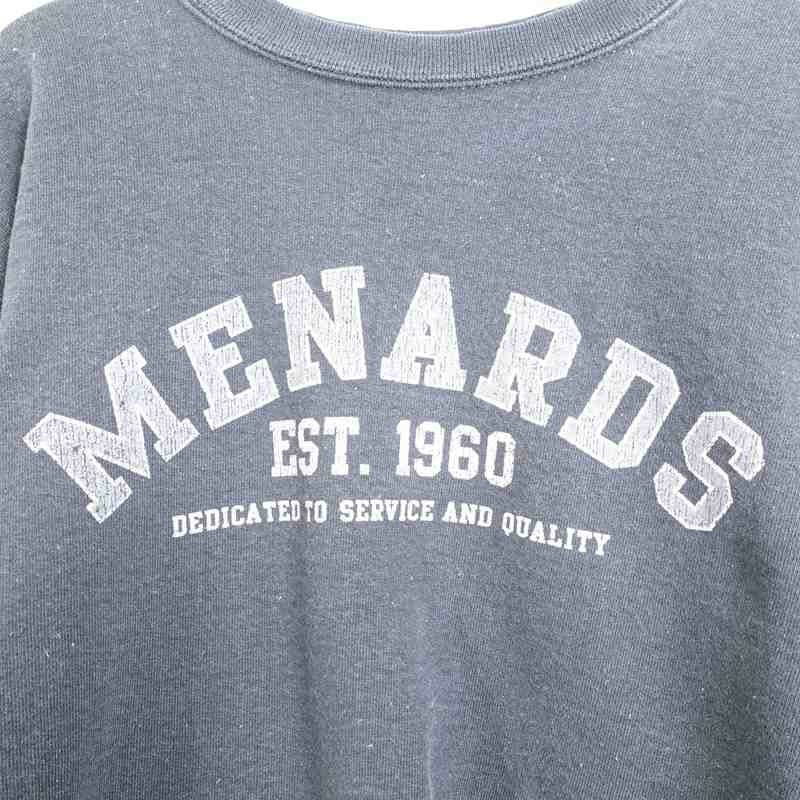 MENARDS
EST. 1960
DEDICATED TO SERVICE AND QUALITY